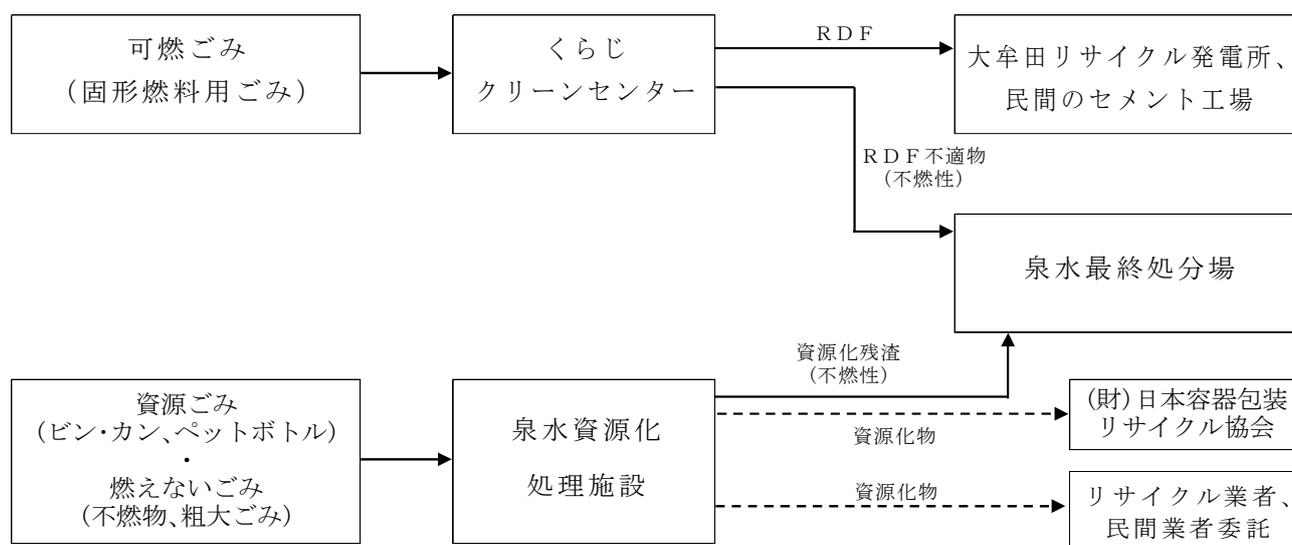 可燃ごみ
(固形燃料用ごみ)
くらじ
クリーンセンター
RDF
大牟田リサイクル発電所、
民間のセメント工場
RDF不適物
(不燃性)
泉水最終処分場
資源ごみ
(ビン・カン、ペットボトル)
・
燃えないごみ
(不燃物、粗大ごみ)
泉水資源化
処理施設
資源化残渣
(不燃性)
資源化物
(財)日本容器包装
リサイクル協会
資源化物
リサイクル業者、
民間業者委託